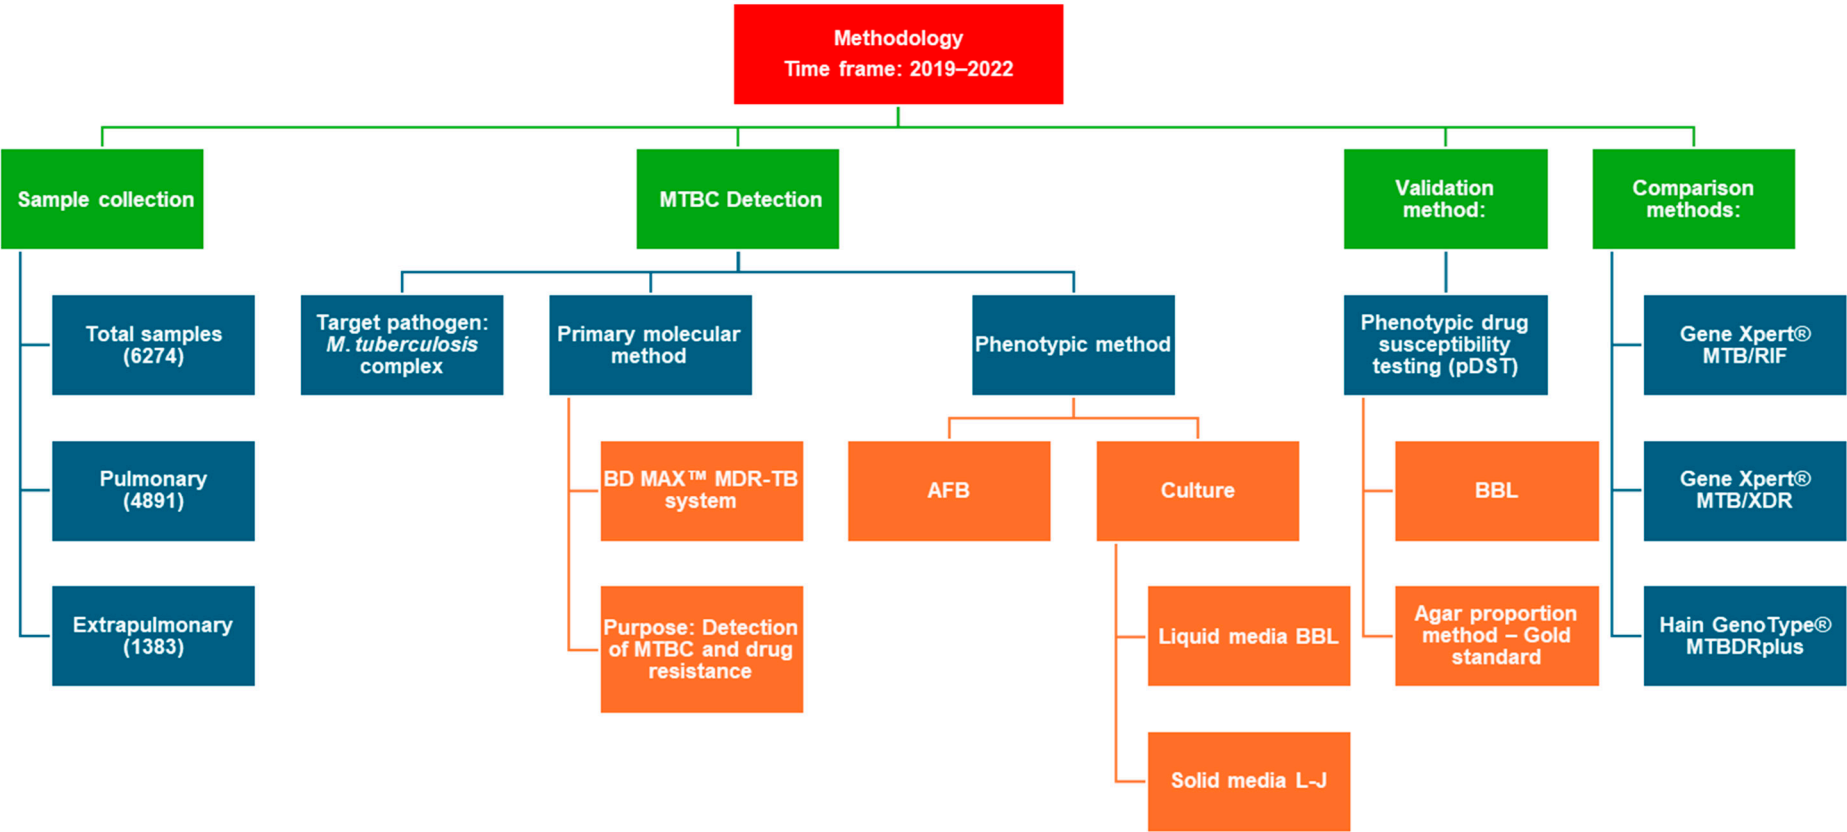 Methodology
Time frame: 2019–2022
Sample collection
MTBC Detection
Validation
method:
Comparison
methods:
Total samples
(6274)
Pulmonary
(4891)
Extrapulmonary
(1383)
Target pathogen:
M. tuberculosis
complex
Primary molecular
method
BD MAX™ MDR-TB
system
Purpose: Detection
of MTBC and drug
resistance
Phenotypic method
AFB
Culture
Liquid media BBL
Solid media L-J
Phenotypic drug
susceptibility
testing (pDST)
BBL
Agar proportion
method – Gold
standard
Gene Xpert®
MTB/RIF
Gene Xpert®
MTB/XDR
Hain GenoType®
MTBDRplus